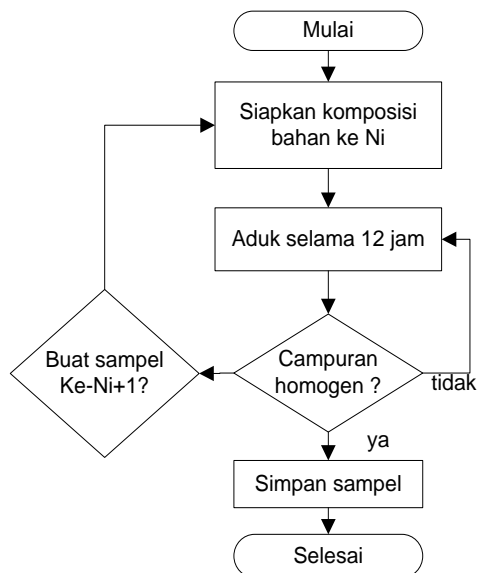 Mulai
Siapkan komposisi
bahan ke Ni
Aduk selama 12 jam
Buat sampel
Ke-Ni+1?
Campuran
homogen ?
tidak
ya
Simpan sampel
Selesai